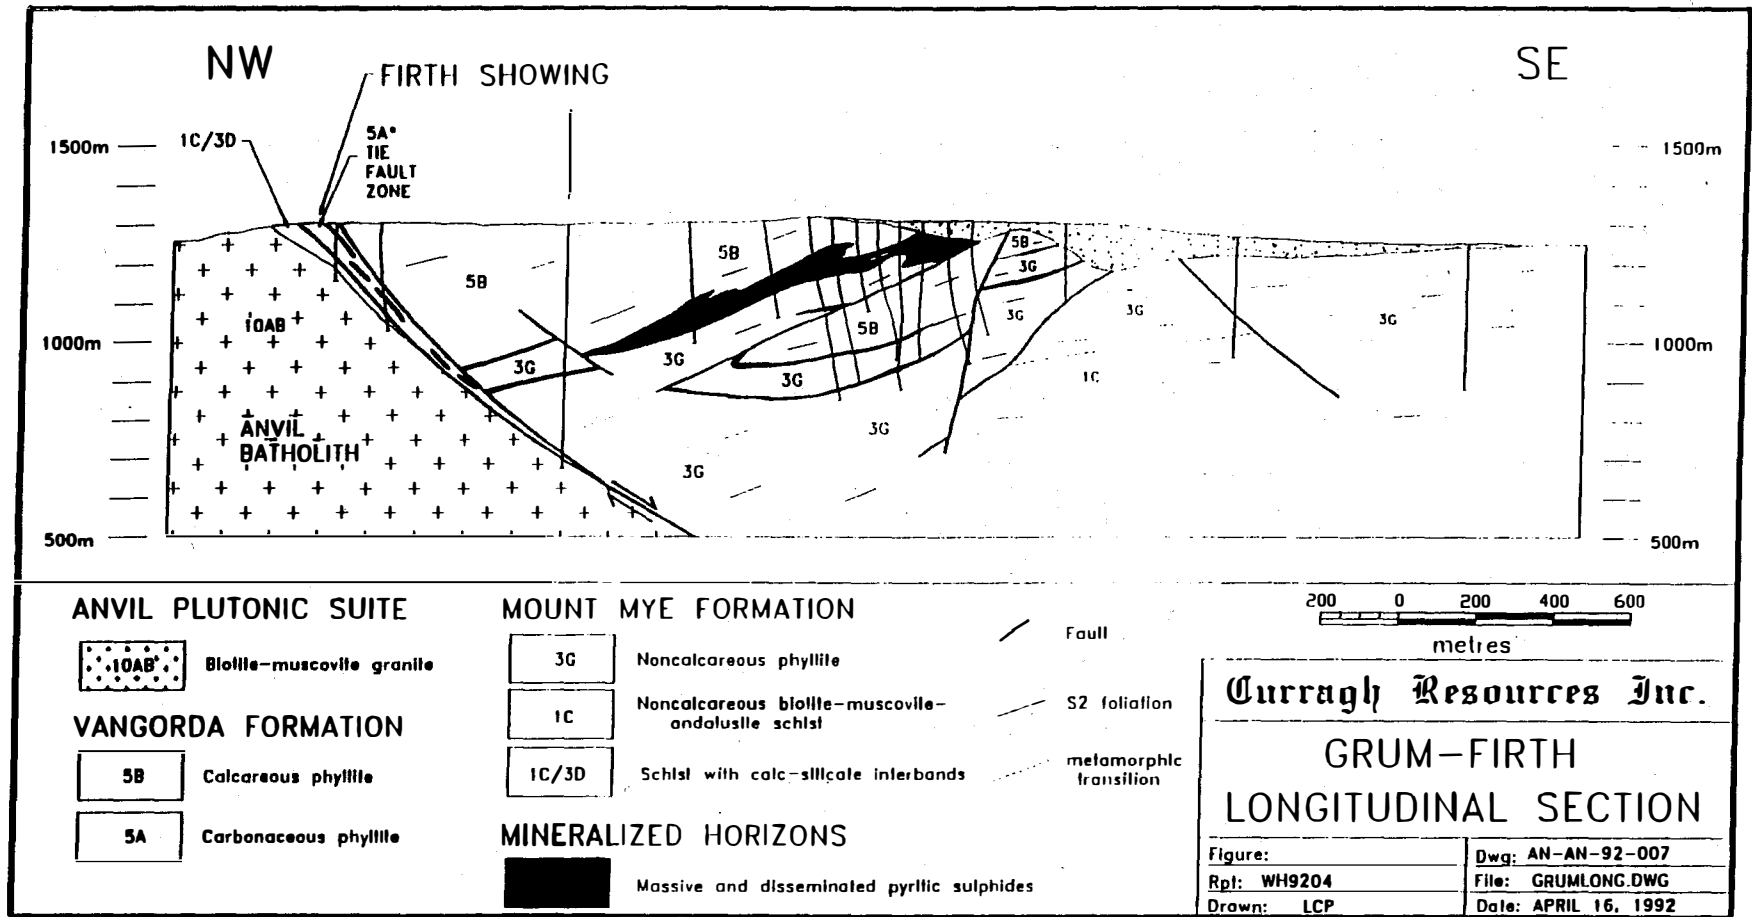 NW
SE
FIRTH SHOWING
1C/3D
5A*
TIE
FAULT
ZONE
1500m
1500m
5B
5B
5B
3G
10AB
5B
3G
3G
3G
1000m
1000m
3G
3G
3G
1C
ANVIL
BATHOLITH
3G
3G
500m
500m
ANVIL PLUTONIC SUITE
10AB
Biotite-muscovite granite
VANGORDA FORMATION
5B
Calcareous phyllite
5A
Carbonaceous phyllite
MOUNT MYE FORMATION
3G
Noncalcareous phyllite
1C
Noncalcareous biotite-muscovite-
andalusite schist
1C/3D
Schist with calc-silicate interbands
MINERALIZED HORIZONS
Massive and disseminated pyritic sulphides
Fault
S2 foliation
metamorphic
transition
200 0 200 400 600
metres
Curragh Resources Inc.
GRUM-FIRTH
LONGITUDINAL SECTION
Figure:
Dwg: AN-AN-92-007
Rpt: WH9204
File: GRUMLONG.DWG
Drawn: LCP
Date: APRIL 16, 1992